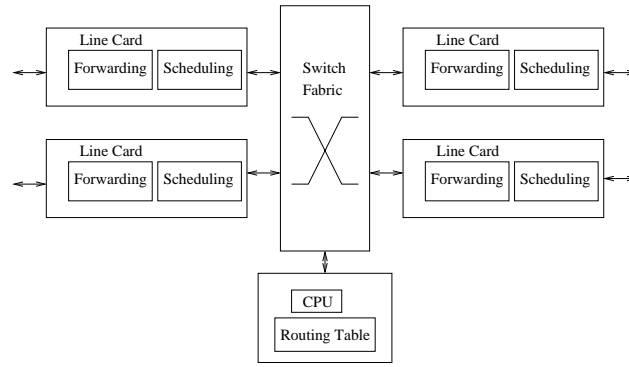 Line Card
Forwarding Scheduling
Switch
Fabric
Line Card
Forwarding Scheduling
Line Card
Forwarding Scheduling
Line Card
Forwarding Scheduling
CPU
Routing Table